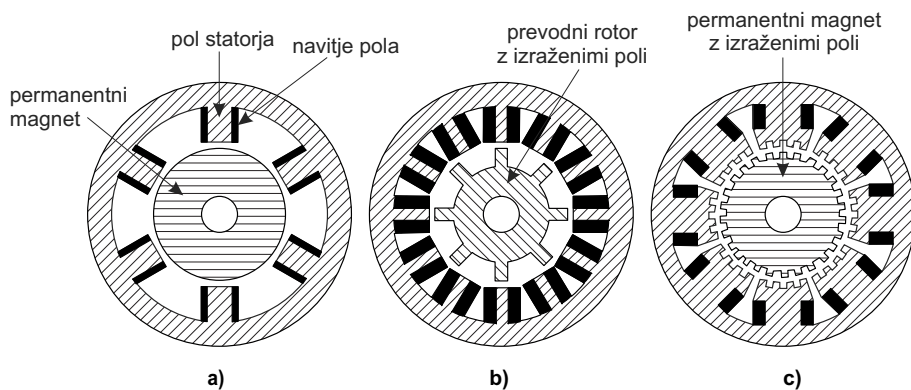 pol statorja
navitje pola
permanentni
magnet
prevodni rotor
z izraženimi poli
permanentni magnet
z izraženimi poli
a)
b)
c)